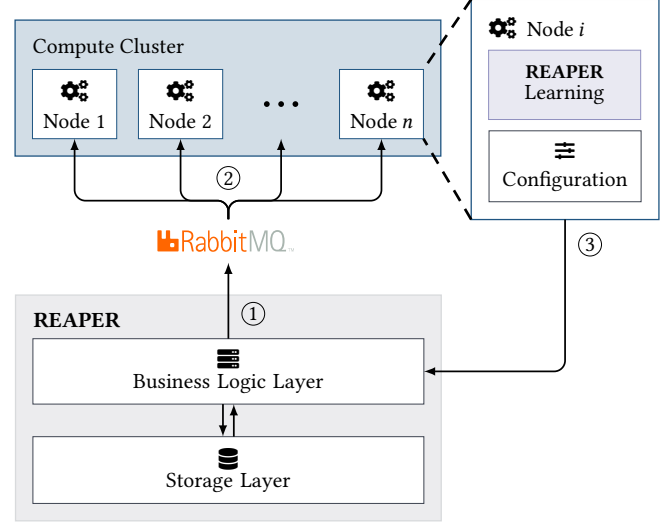 Compute Cluster
Node 1
Node 2
...
Node n
Node i
REAPER
Learning
Configuration
②
③
RabbitMQ™
①
REAPER
Business Logic Layer
Storage Layer